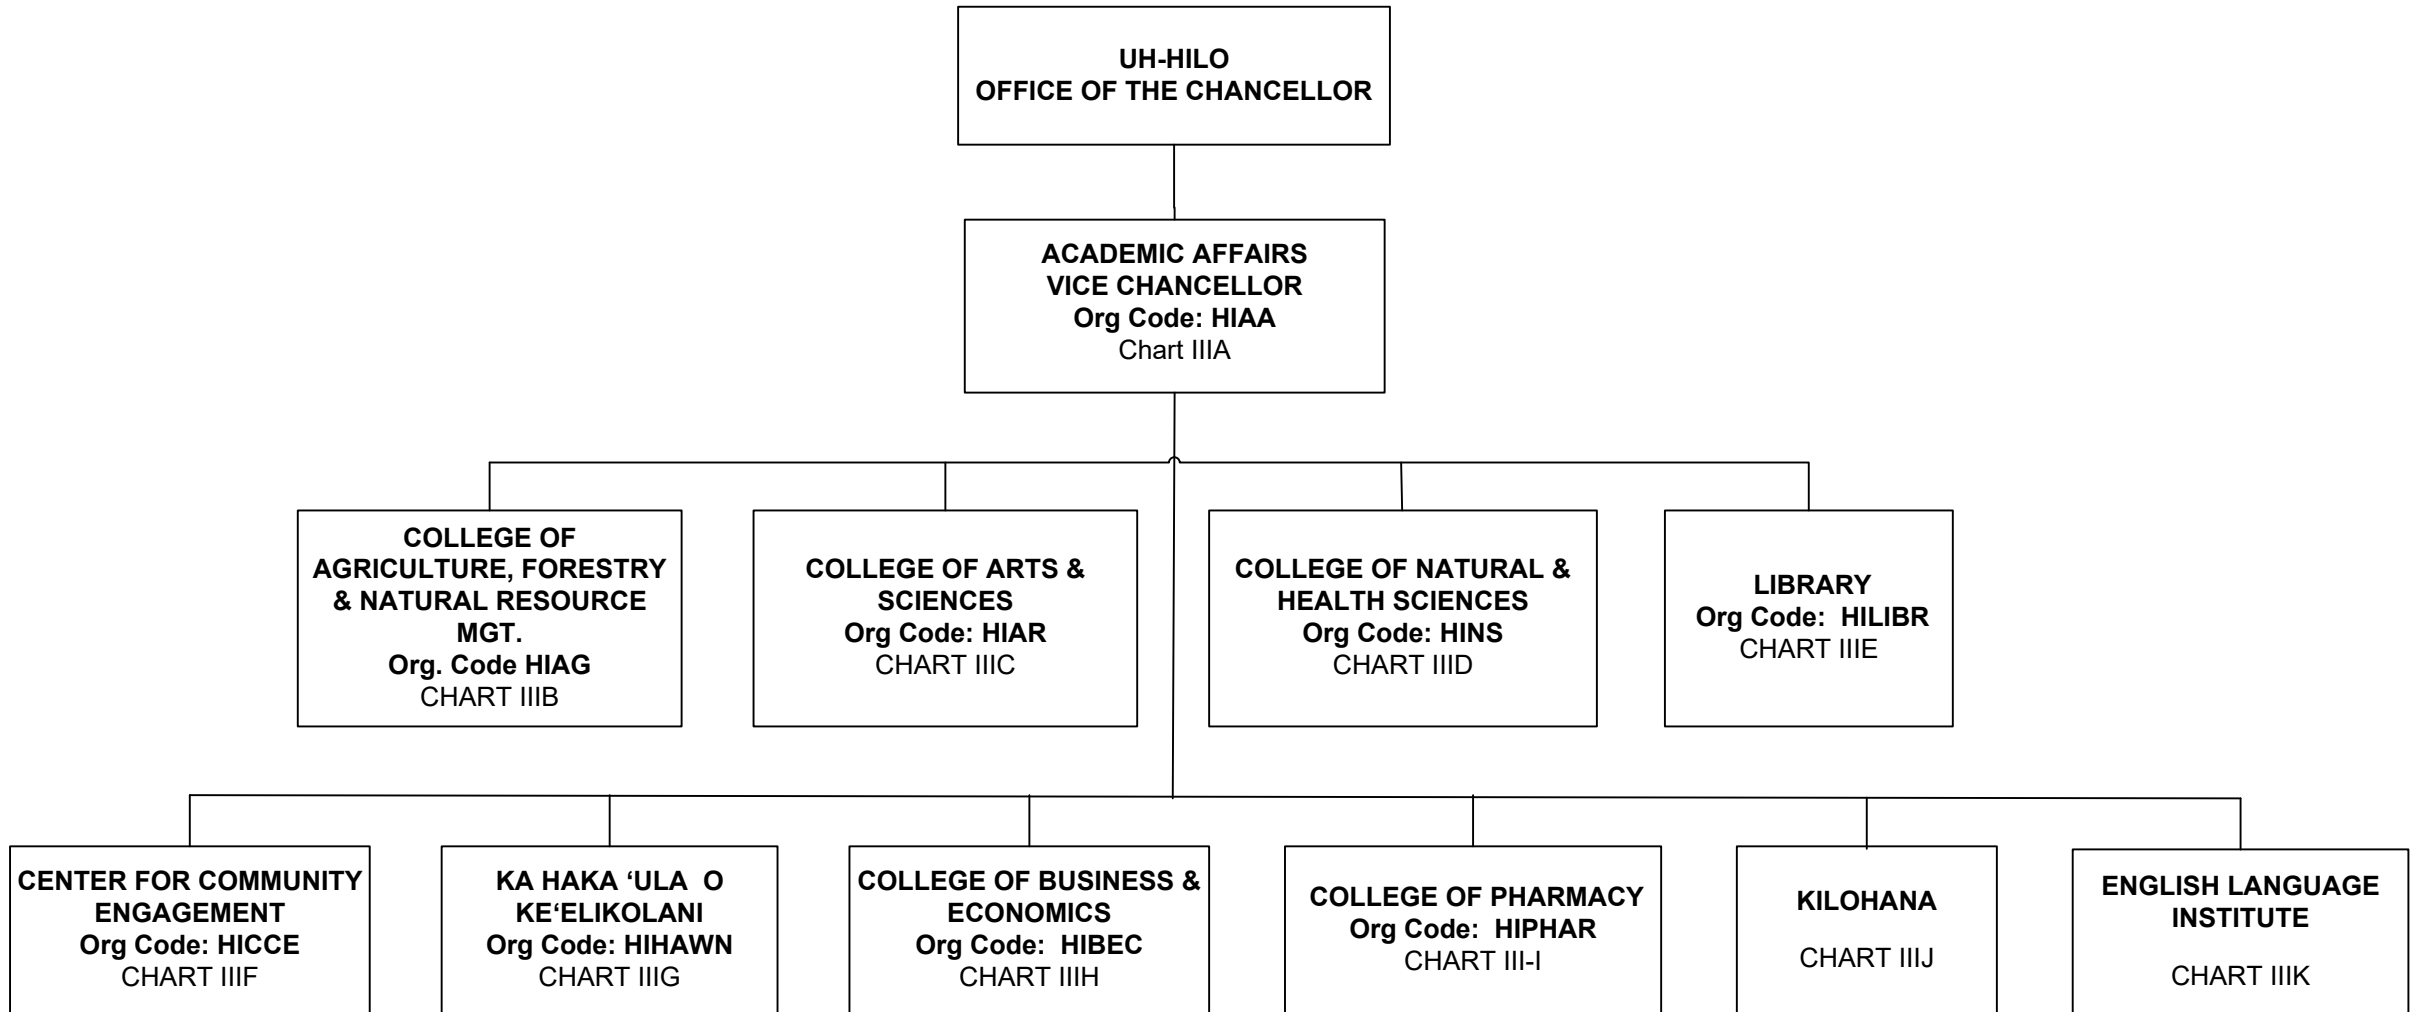 UH-HILO
OFFICE OF THE CHANCELLOR
ACADEMIC AFFAIRS
VICE CHANCELLOR
Org Code: HIAA
Chart IIIA
COLLEGE OF
AGRICULTURE, FORESTRY
& NATURAL RESOURCE
MGT.
Org. Code HIAG
CHART IIIB
COLLEGE OF ARTS &
SCIENCES
Org Code: HIAR
CHART IIIC
COLLEGE OF NATURAL &
HEALTH SCIENCES
Org Code: HINS
CHART IIID
LIBRARY
Org Code:  HILIBR
CHART IIIE
CENTER FOR COMMUNITY
ENGAGEMENT
Org Code: HICCE
CHART IIIF
KA HAKA ‘ULA  O
KE‘ELIKOLANI
Org Code: HIHAWN
CHART IIIG
COLLEGE OF BUSINESS &
ECONOMICS
Org Code:  HIBEC
CHART IIIH
COLLEGE OF PHARMACY
Org Code:  HIPHAR
CHART III-I
KILOHANA
CHART IIIJ
ENGLISH LANGUAGE
INSTITUTE
CHART IIIK